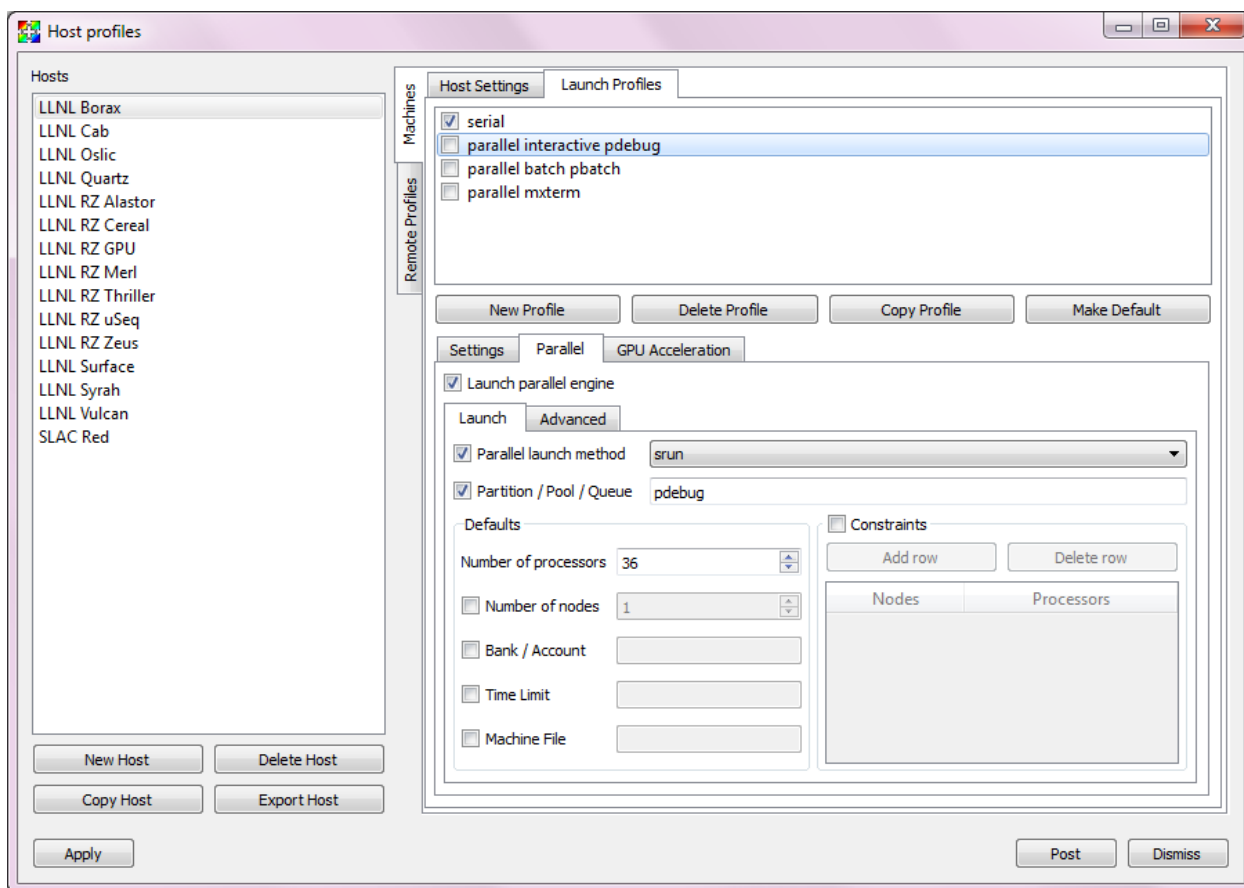 Host profiles
Hosts
LLNL Borax
LLNL Cab
LLNL Oslic
LLNL Quartz
LLNL RZ Alastor
LLNL RZ Cereal
LLNL RZ GPU
LLNL RZ Merl
LLNL RZ Thriller
LLNL RZ uSeq
LLNL RZ Zeus
LLNL Surface
LLNL Syrah
LLNL Vulcan
SLAC Red
New Host Delete Host
Copy Host Export Host
Machines
Remote Profiles
Host Settings Launch Profiles
serial
parallel interactive pdebug
parallel batch pbatch
parallel mxterm
New Profile Delete Profile Copy Profile Make Default
Settings Parallel GPU Acceleration
Launch parallel engine
Launch Advanced
Parallel launch method srun
Partition / Pool / Queue pdebug
Defaults
Number of processors 36
Number of nodes 1
Bank / Account
Time Limit
Machine File
Constraints
Add row Delete row
Nodes Processors
Apply Post Dismiss